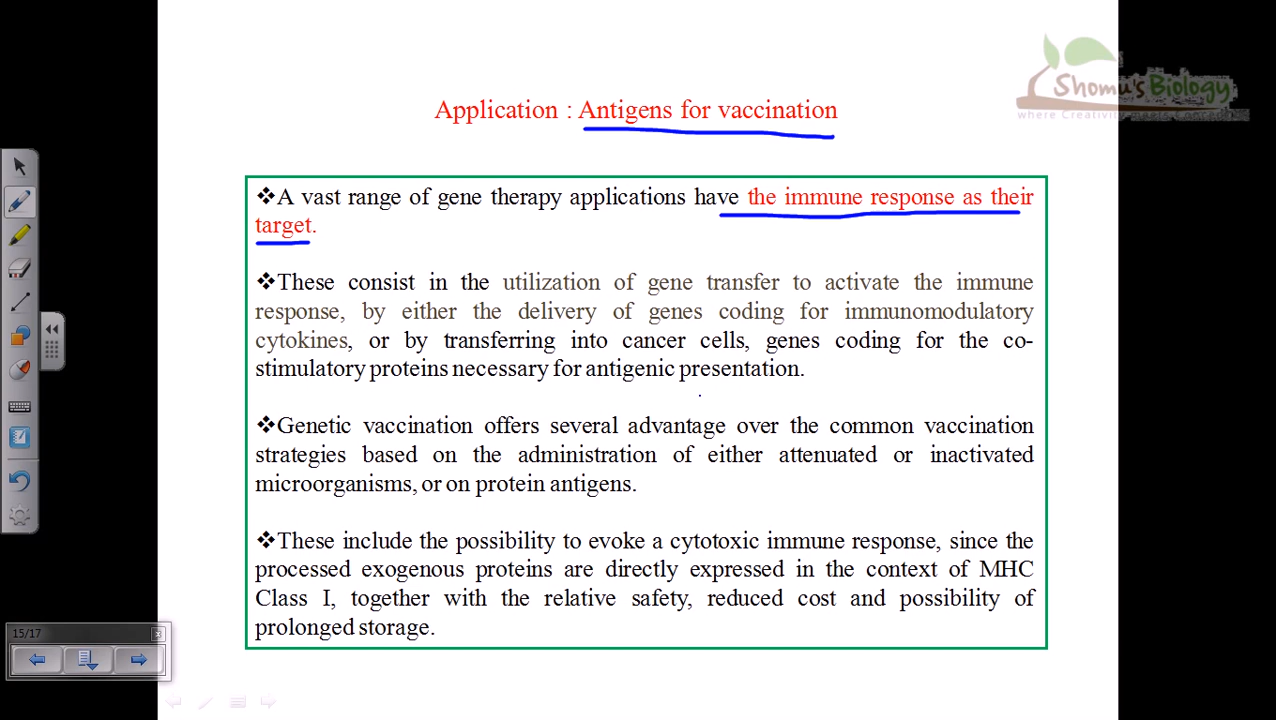 Shomu's Biology
where Creativity
Application : Antigens for vaccination
❖A vast range of gene therapy applications have the immune response as their
target.
❖These consist in the utilization of gene transfer to activate the immune
response, by either the delivery of genes coding for immunomodulatory
cytokines, or by transferring into cancer cells, genes coding for the co-
stimulatory proteins necessary for antigenic presentation.
❖Genetic vaccination offers several advantage over the common vaccination
strategies based on the administration of either attenuated or inactivated
microorganisms, or on protein antigens.
❖These include the possibility to evoke a cytotoxic immune response, since the
processed exogenous proteins are directly expressed in the context of MHC
Class I, together with the relative safety, reduced cost and possibility of
prolonged storage.
15/17